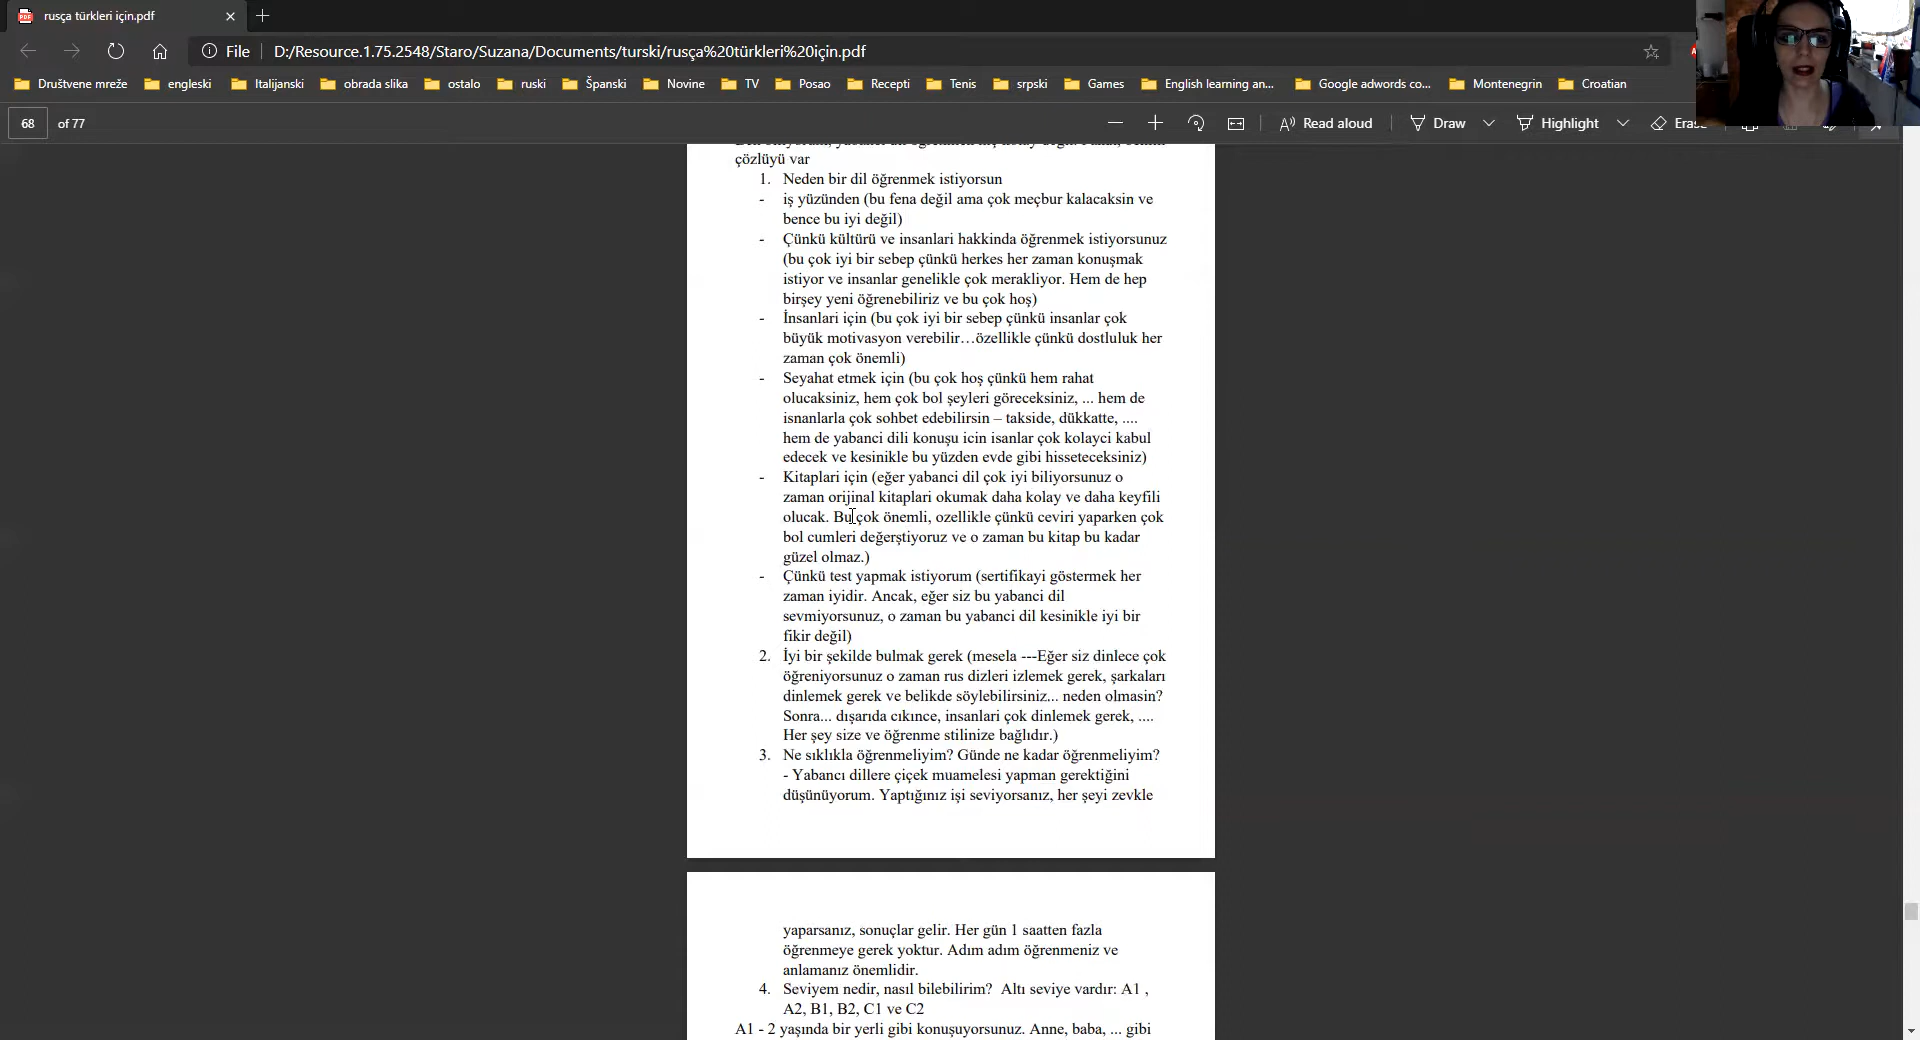 rusça türkleri için.pdf
File
D:/Resource.1.75.2548/Staro/Suzana/Documents/turski/rusça%20türkleri%20için.pdf
Društvene mreže engleski Italijanski obrada slika ostalo ruski Španski Novine TV Posao Recepti Tenis srpski Games English learning an... Google adwords co... Montenegrin Croatian
68 of 77 Read aloud Draw Highlight
çözlüyü var
1. Neden bir dil öğrenmek istiyorsun
- iş yüzünden (bu fena değil ama çok meçbur kalacaksin ve
bence bu iyi değil)
- Çünkü kültürü ve insanlari hakkinda öğrenmek istiyorsunuz
(bu çok iyi bir sebep çünkü herkes her zaman konuşmak
istiyor ve insanlar genelikle çok merakliyor. Hem de hep
birşey yeni öğrenebiliriz ve bu çok hoş)
- İnsanlari için (bu çok iyi bir sebep çünkü insanlar çok
büyük motivasyon verebilir…özellikle çünkü dostluluk her
zaman çok önemli)
- Seyahat etmek için (bu çok hoş çünkü hem rahat
olucaksiniz, hem çok bol şeyleri göreceksiniz, ... hem de
isnanlarla çok sohbet edebilirsin – takside, dükkatte, ....
hem de yabanci dili konuşu icin isanlar çok kolayci kabul
edecek ve kesinikle bu yüzden evde gibi hisseteceksiniz)
- Kitaplari için (eğer yabanci dil çok iyi biliyorsunuz o
zaman orijinal kitaplari okumak daha kolay ve daha keyfili
olucak. Bu çok önemli, ozellikle çünkü ceviri yaparken çok
bol cumleri değerştiyoruz ve o zaman bu kitap bu kadar
güzel olmaz.)
- Çünkü test yapmak istiyorum (sertifikayi göstermek her
zaman iyidir. Ancak, eğer siz bu yabanci dil
sevmiyorsunuz, o zaman bu yabanci dil kesinikle iyi bir
fikir değil)
2. İyi bir şekilde bulmak gerek (mesela ---Eğer siz dinlece çok
öğreniyorsunuz o zaman rus dizleri izlemek gerek, şarkaları
dinlemek gerek ve belikde söylebilirsiniz... neden olmasin?
Sonra... dışarıda cıkınce, insanlari çok dinlemek gerek, ....
Her şey size ve öğrenme stilinize bağlıdır.)
3. Ne sıklıkla öğrenmeliyim? Günde ne kadar öğrenmeliyim?
- Yabancı dillere çiçek muamelesi yapman gerektiğini
düşünüyorum. Yaptığınız işi seviyorsanız, her şeyi zevkle
yaparsanız, sonuçlar gelir. Her gün 1 saatten fazla
öğrenmeye gerek yoktur. Adım adım öğrenmeniz ve
anlamanız önemlidir.
4. Seviyem nedir, nasıl bilebilirim? Altı seviye vardır: A1 ,
A2, B1, B2, C1 ve C2
A1 - 2 yaşında bir yerli gibi konuşuyorsunuz. Anne, baba, ... gibi